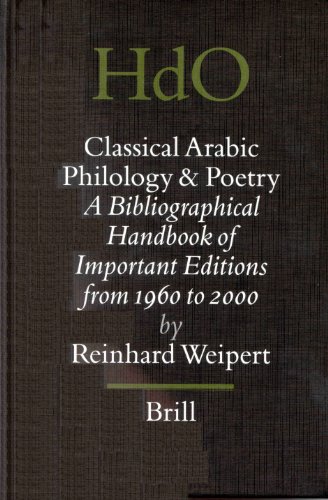 HdO
Classical Arabic
Philology & Poetry
A Bibliographical
Handbook of
Important Editions
from 1960 to 2000
by
Reinhard Weipert
Brill